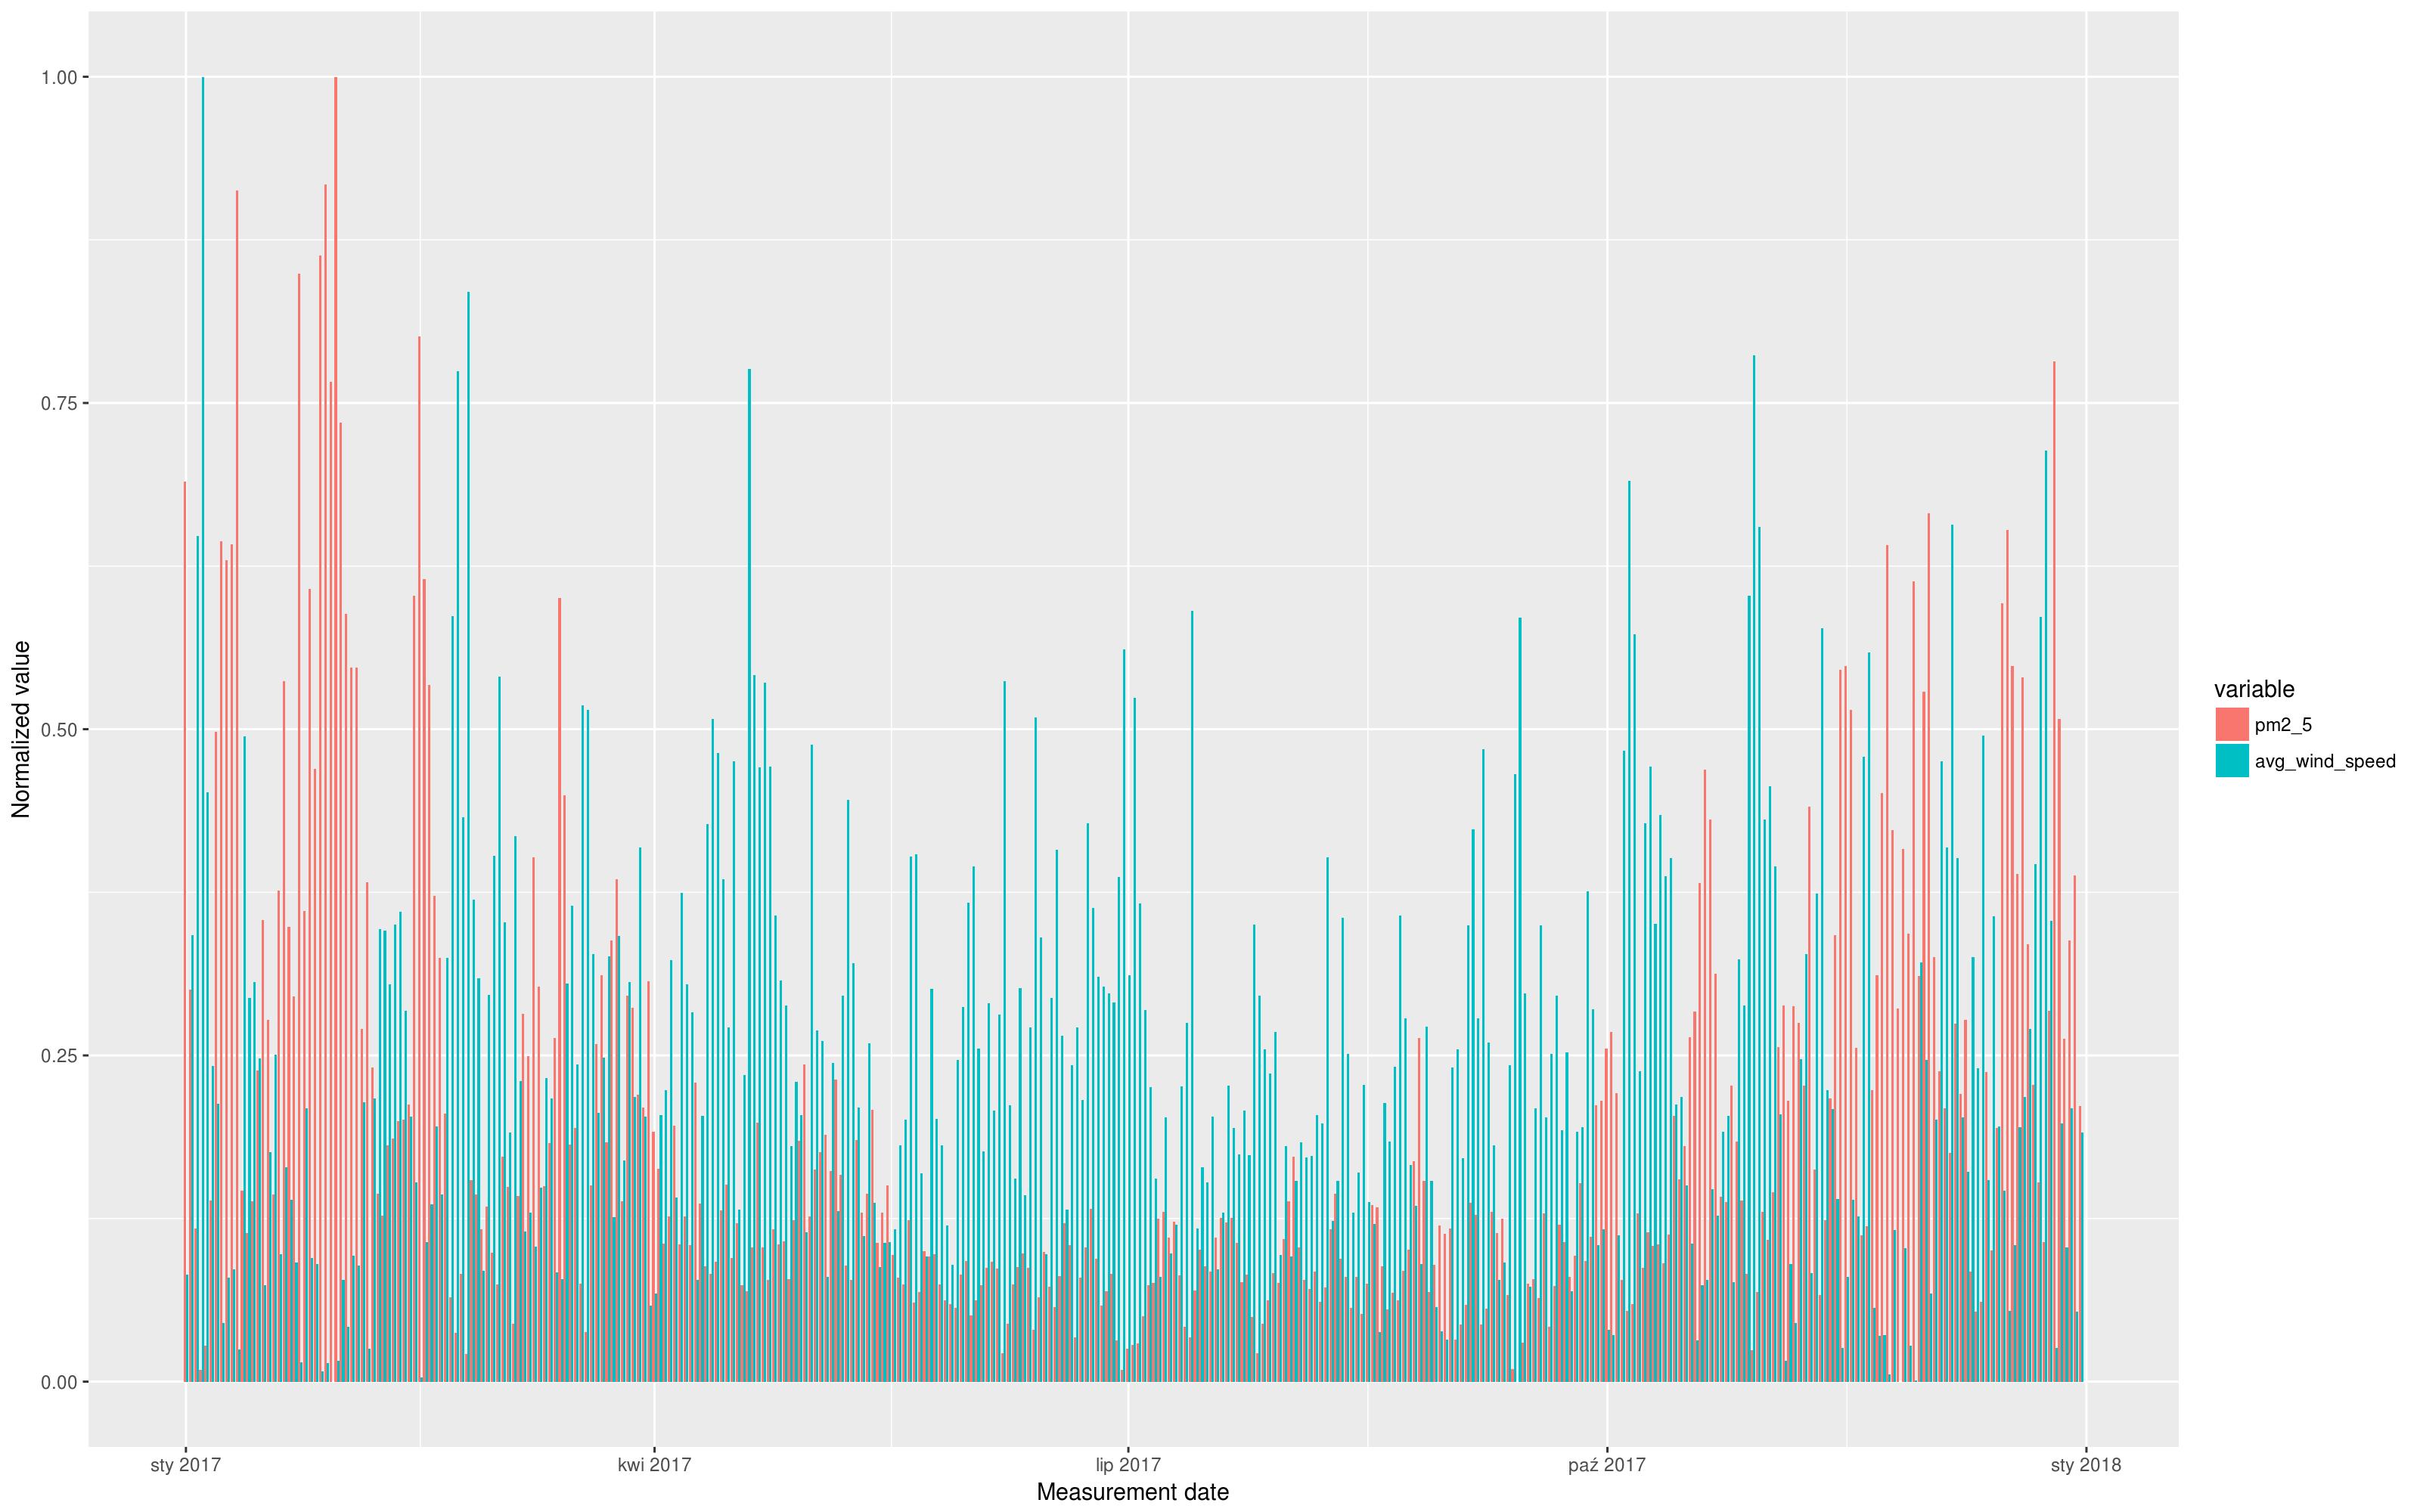 1.00
0.75
0.50
0.25
0.00
Normalized value
sty 2017
kwi 2017
lip 2017
paź 2017
sty 2018
Measurement date
variable
pm2_5
avg_wind_speed